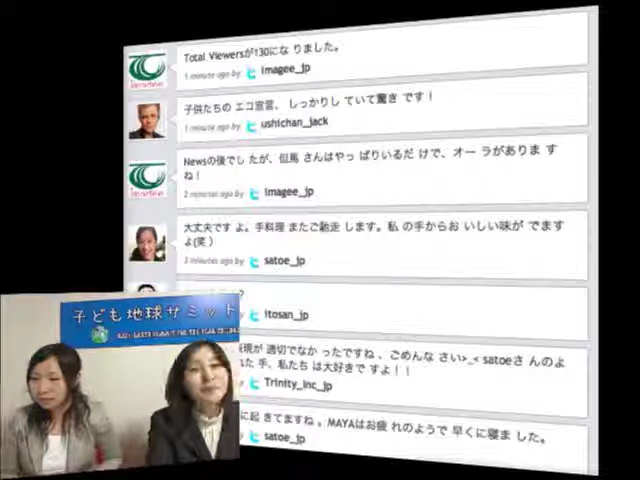 Total Viewersが130にな りました。
1 minute ago by imagee_jp
子供たちの エコ宣言、しっかりし ていて驚き です！
1 minute ago by ushichan_jack
Newsの後でし たが、但馬 さんはやっ ぱりいるだ けで、オー ラがありま す
ね！
2 minutes ago by imagee_jp
大丈夫です よ。手料理 またご馳走 します。私 の手からお いしい味が でます
よ(笑 )
3 minutes ago by satoe_jp
?
itosan_jp
現が 適切でなか ったですね 、ごめんな さい>_< satoeさ んのよ
れた 手、私たち は大好きで すよ！！
by Trinity_inc_jp
に起 きてますね 。MAYAはお疲 れのようで 早くに寝ま した。
by satoe_jp
子ども地球サミット